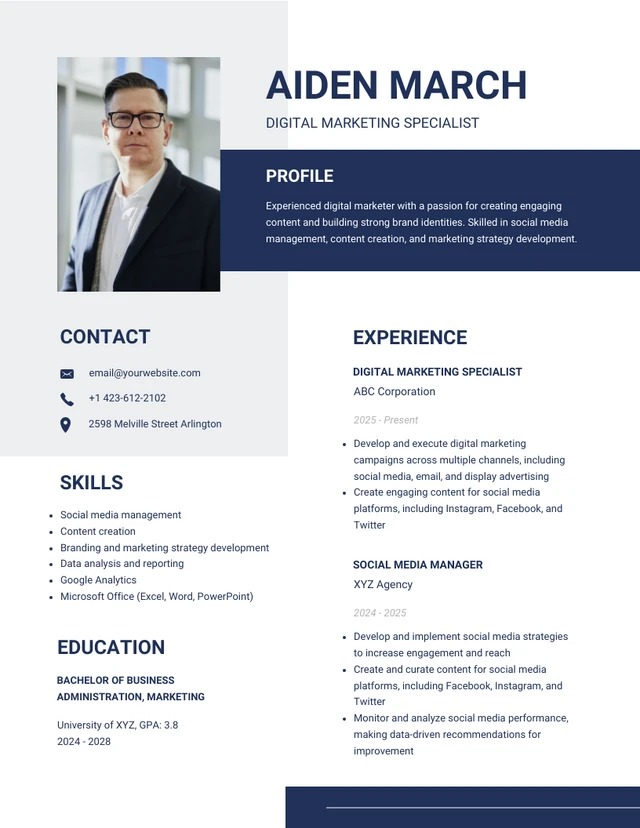 AIDEN MARCH
DIGITAL MARKETING SPECIALIST
PROFILE
Experienced digital marketer with a passion for creating engaging
content and building strong brand identities. Skilled in social media
management, content creation, and marketing strategy development.
CONTACT
email@yourwebsite.com
+1 423-612-2102
2598 Melville Street Arlington
SKILLS
• Social media management
• Content creation
• Branding and marketing strategy development
• Data analysis and reporting
• Google Analytics
• Microsoft Office (Excel, Word, PowerPoint)
EDUCATION
BACHELOR OF BUSINESS
ADMINISTRATION, MARKETING
University of XYZ, GPA: 3.8
2024 - 2028
EXPERIENCE
DIGITAL MARKETING SPECIALIST
ABC Corporation
2025 - Present
• Develop and execute digital marketing
campaigns across multiple channels, including
social media, email, and display advertising
• Create engaging content for social media
platforms, including Instagram, Facebook, and
Twitter
SOCIAL MEDIA MANAGER
XYZ Agency
2024 - 2025
• Develop and implement social media strategies
to increase engagement and reach
• Create and curate content for social media
platforms, including Facebook, Instagram, and
Twitter
• Monitor and analyze social media performance,
making data-driven recommendations for
improvement